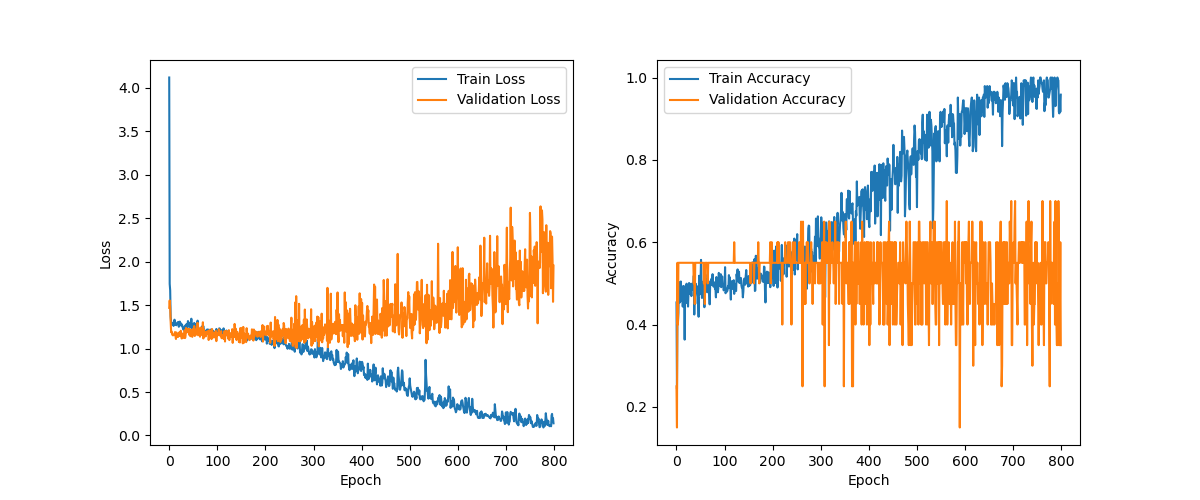 Train Loss
Validation Loss
4.0
3.5
3.0
2.5
2.0
1.5
1.0
0.5
0.0
Loss
0 100 200 300 400 500 600 700 800
Epoch
Train Accuracy
Validation Accuracy
1.0
0.8
0.6
0.4
0.2
Accuracy
0 100 200 300 400 500 600 700 800
Epoch